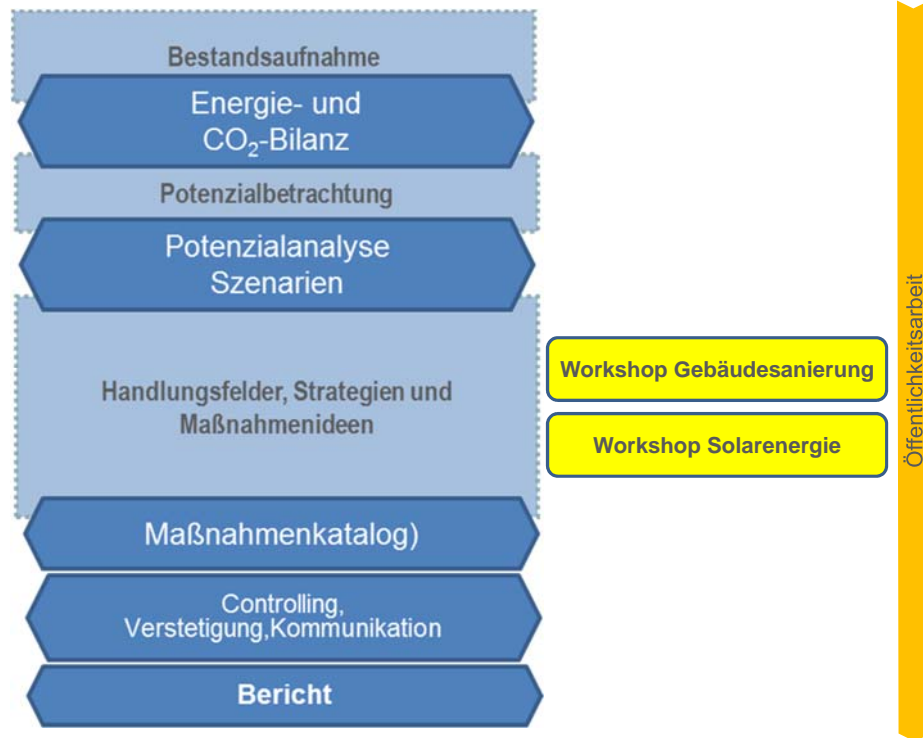 Bestandsaufnahme
Energie- und
CO₂-Bilanz
Potenzialbetrachtung
Potenzialanalyse
Szenarien
Handlungsfelder, Strategien und
Maßnahmenideen
Workshop Gebäudesanierung
Workshop Solarenergie
Maßnahmenkatalog)
Controlling,
Verstetigung,Kommunikation
Bericht
Öffentlichkeitsarbeit